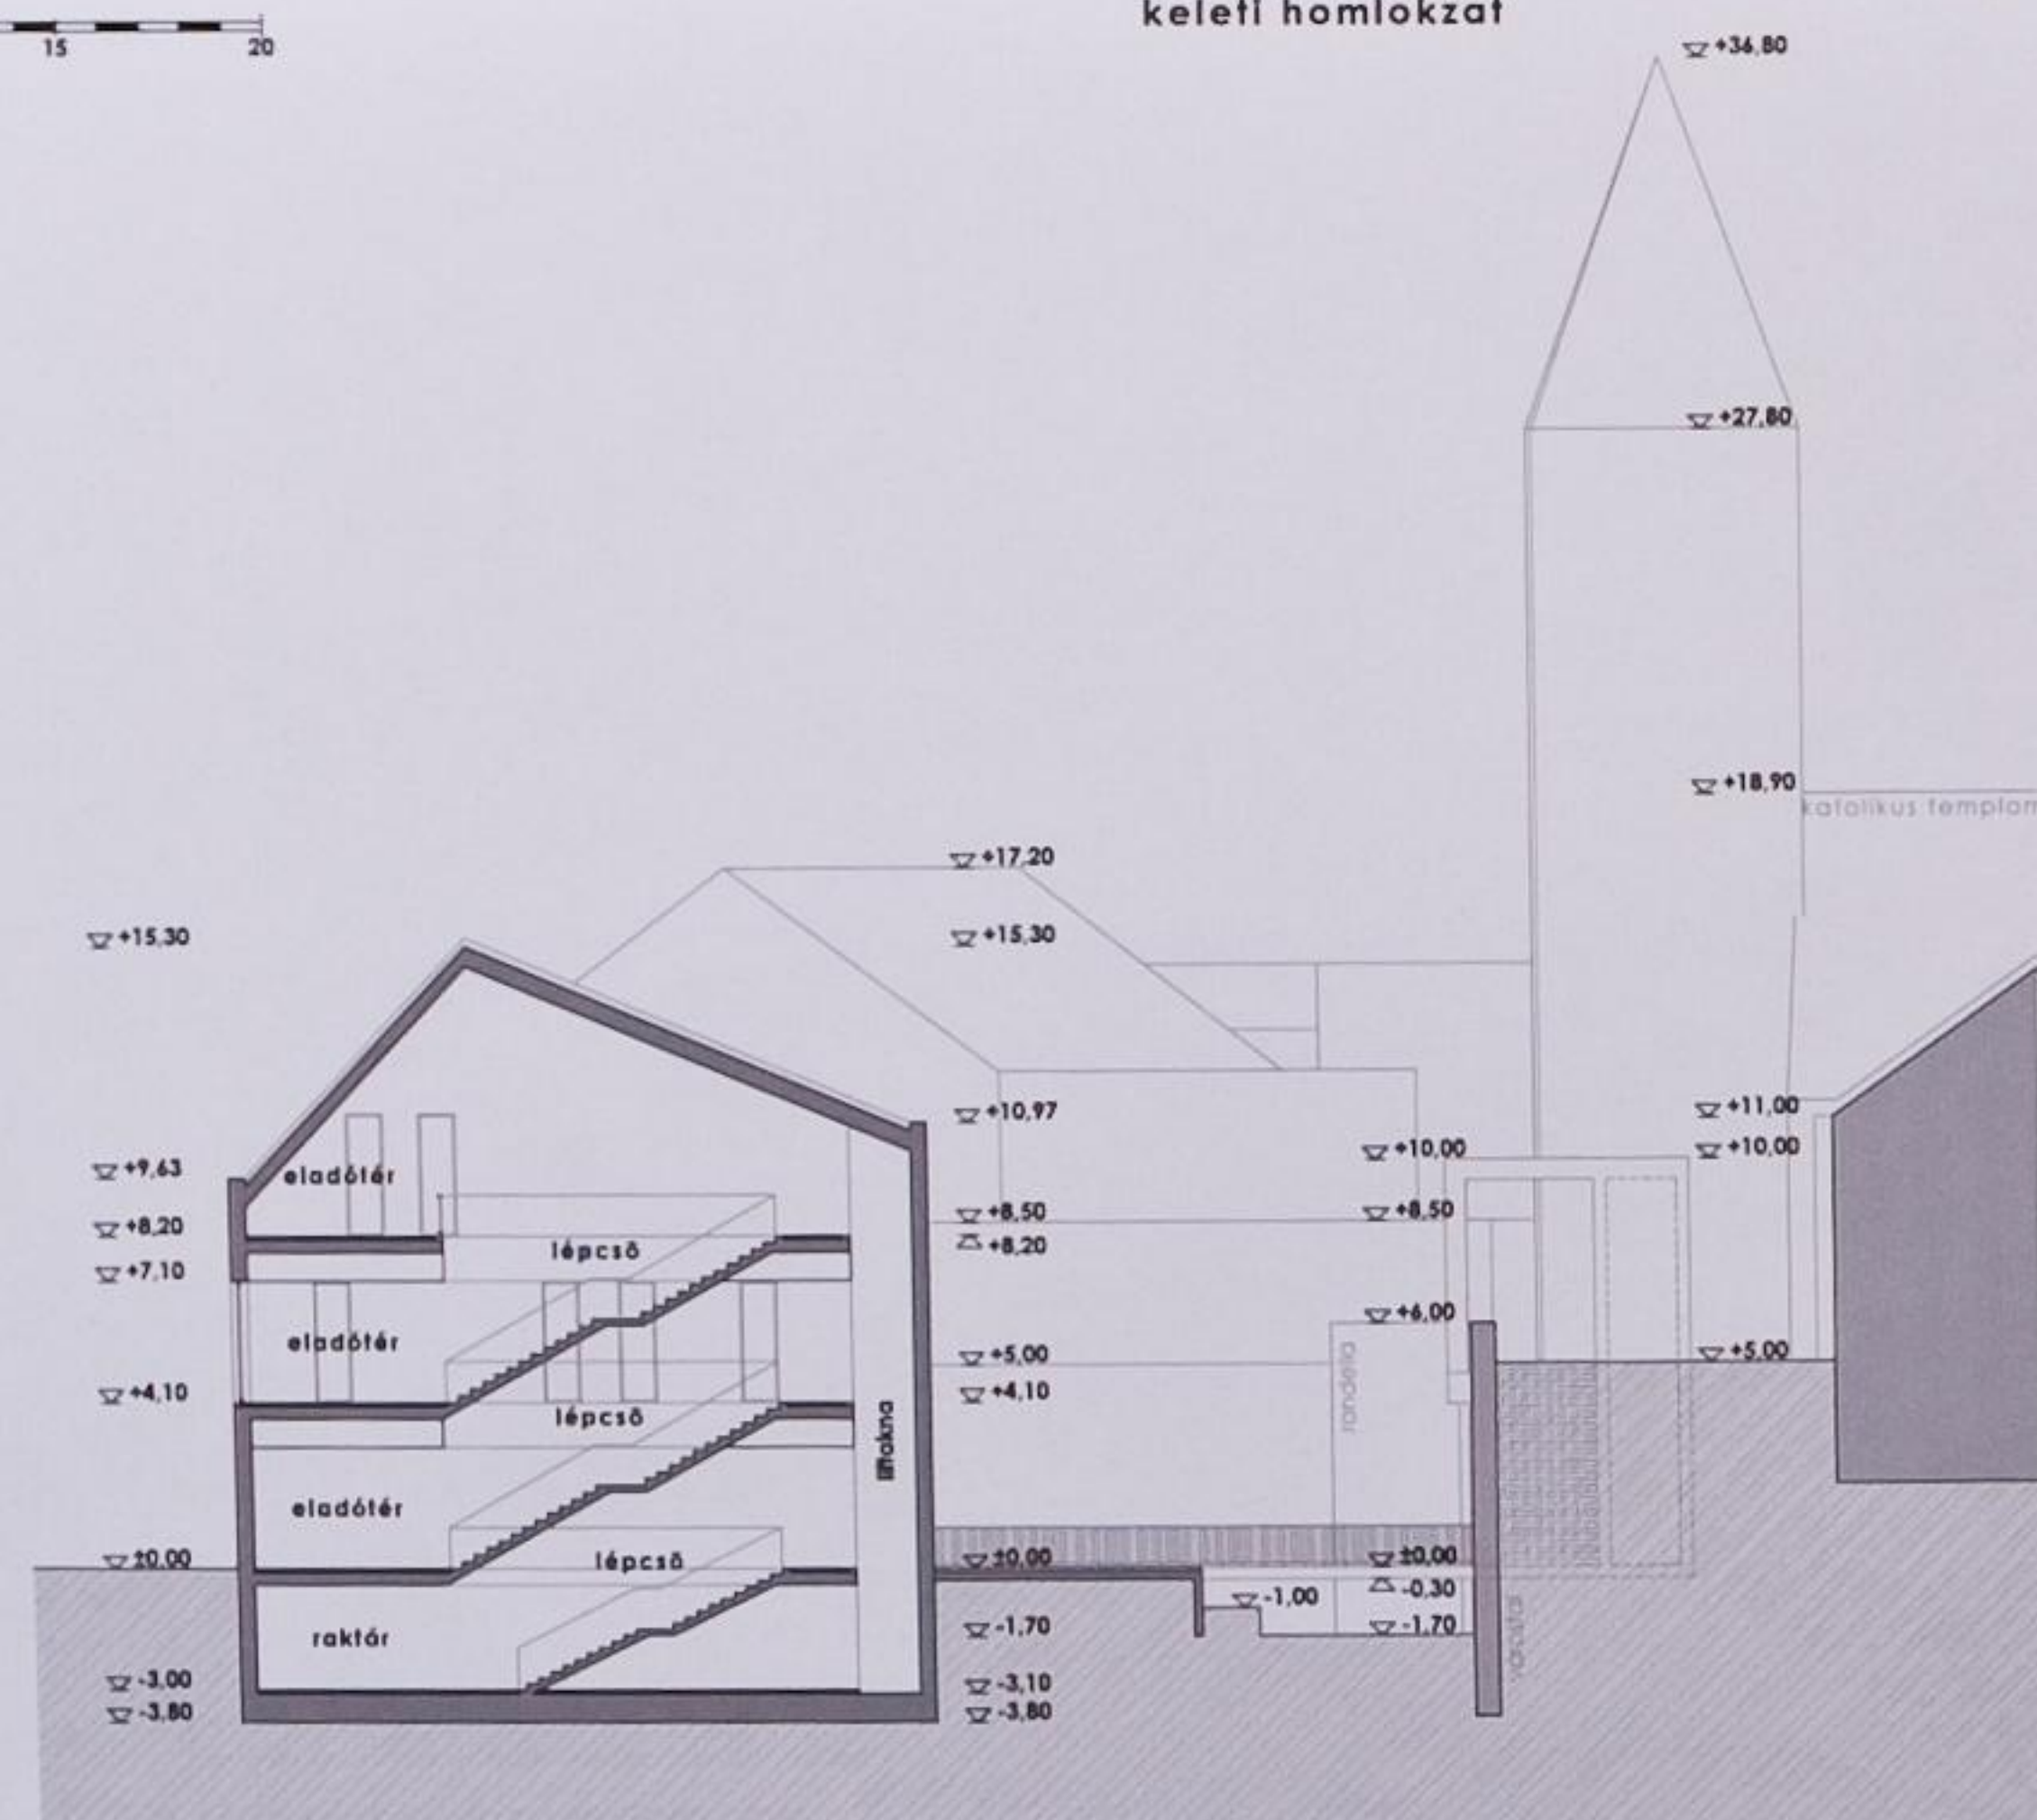 keleti homlokzat
15 20
+36,80
+27,80
+18,90
katolikus templom
+17,20
+15,30
+15,30
+10,97
+11,00
+10,00
+10,00
+9,63
eladótér
+8,20
+8,50
+8,50
+8,20
lépcső
+7,10
+6,00
eladótér
+5,00
+5,00
rondella
+4,10
+4,10
lépcső
liftakna
eladótér
±0,00
lépcső
±0,00
±0,00
-0,30
-1,00
raktár
-1,70
-1,70
városfal
-3,00
-3,10
-3,80
-3,80